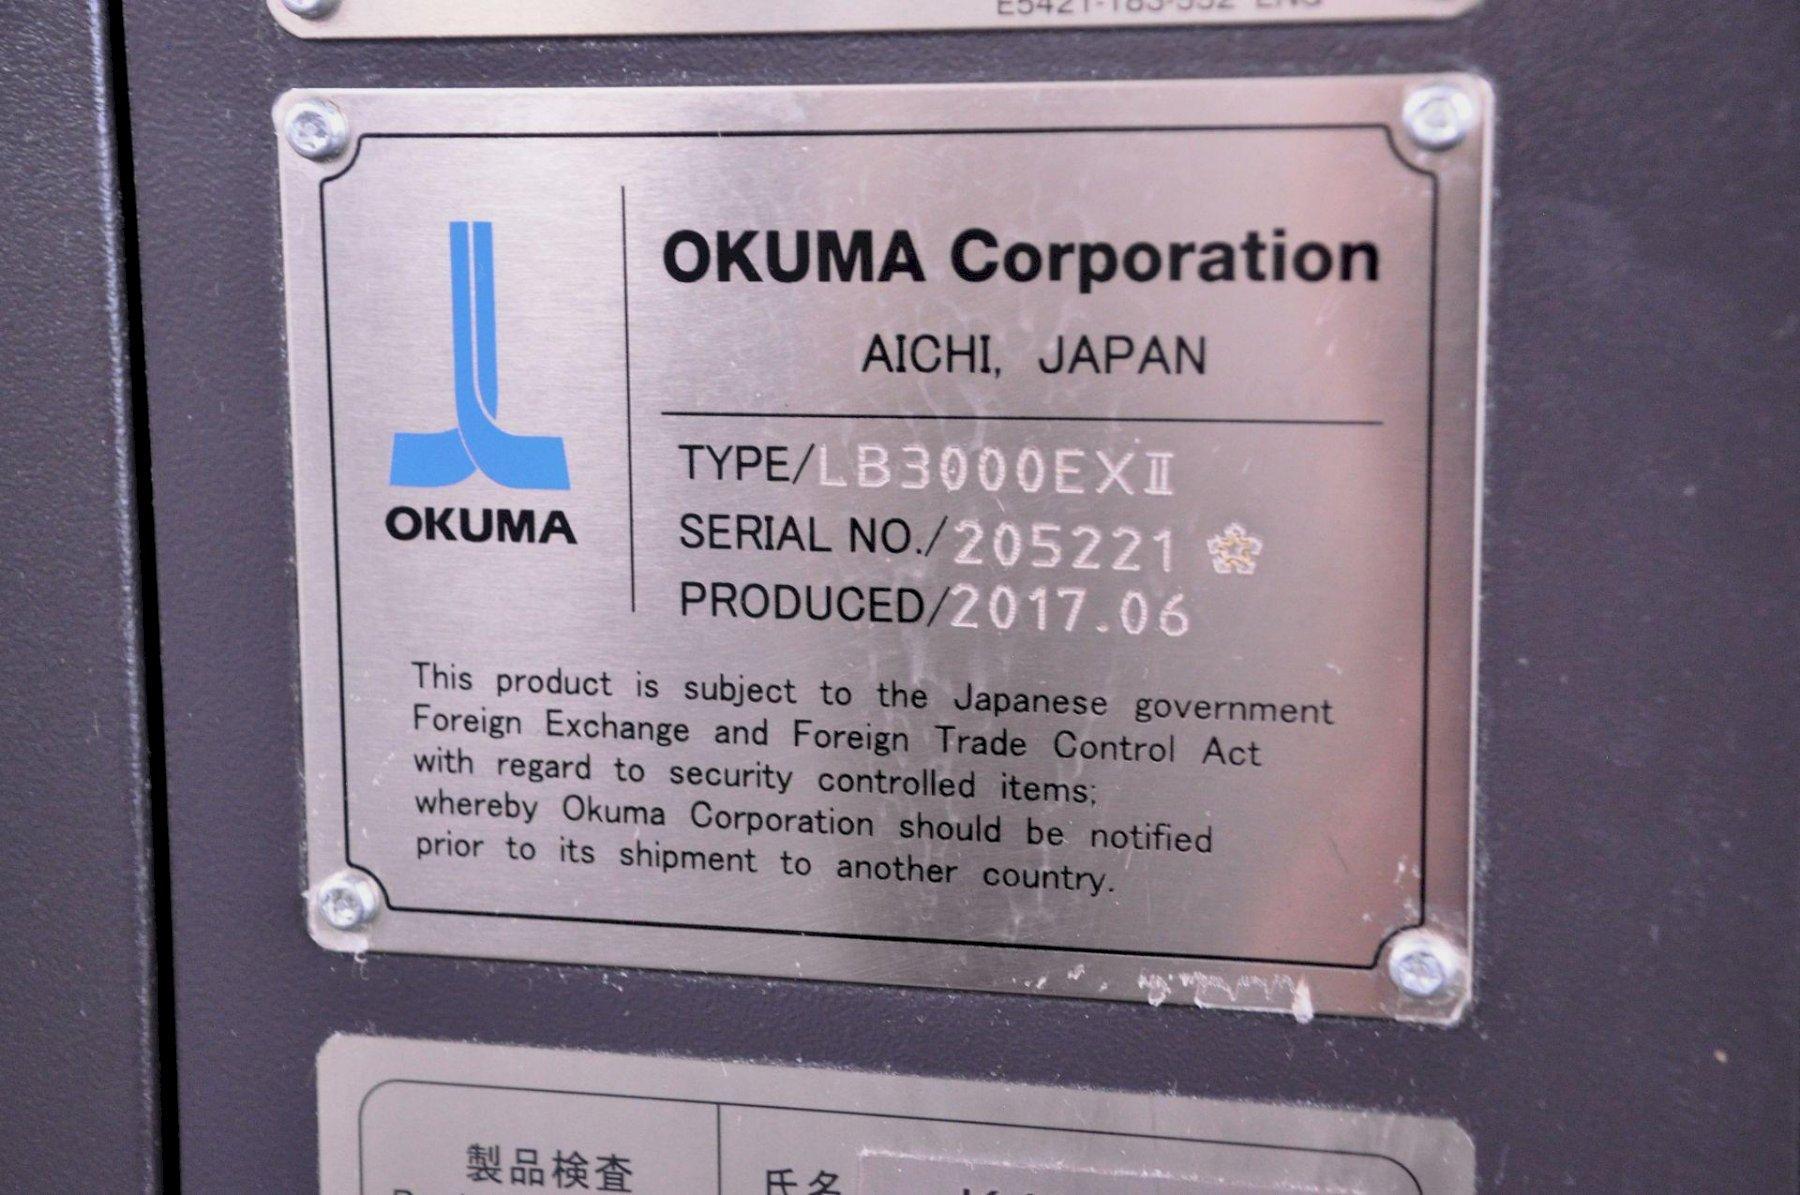 OKUMA Corporation
AICHI, JAPAN
OKUMA
TYPE/LB3000EXⅡ
SERIAL NO./205221
PRODUCED/2017.06
This product is subject to the Japanese government
Foreign Exchange and Foreign Trade Control Act
with regard to security controlled items;
whereby Okuma Corporation should be notified
prior to its shipment to another country.
製品検査
氏名